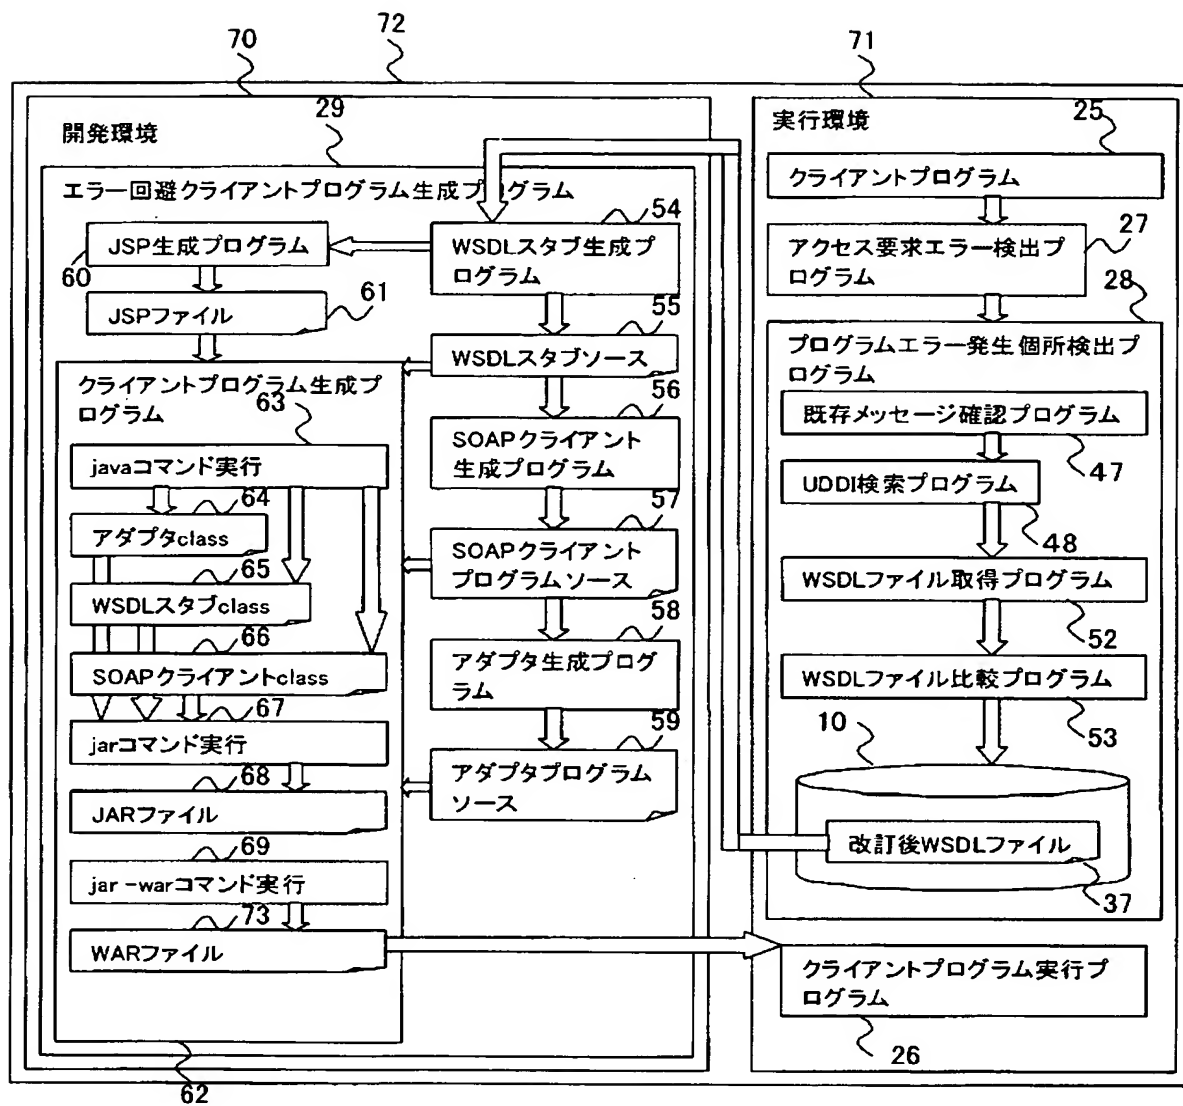 70
72
71
開発環境
29
エラー回避クライアントプログラム生成プログラム
JSP生成プログラム
60
JSPファイル
61
WSDLスタブ生成プ
ログラム
54
WSDLスタブソース
55
SOAPクライアント
生成プログラム
56
SOAPクライアント
プログラムソース
57
アダプタ生成プログ
ラム
58
アダプタプログラム
ソース
59
クライアントプログラム生成プ
ログラム
63
javaコマンド実行
64
アダプタclass
65
WSDLスタブclass
66
SOAPクライアントclass
67
jarコマンド実行
68
JARファイル
69
jar -warコマンド実行
73
WARファイル
62
実行環境
25
クライアントプログラム
アクセス要求エラー検出プ
ログラム
27
28
プログラムエラー発生個所検出プ
ログラム
既存メッセージ確認プログラム
47
UDDI検索プログラム
48
WSDLファイル取得プログラム
52
WSDLファイル比較プログラム
53
10
改訂後WSDLファイル
37
クライアントプログラム実行プ
ログラム
26